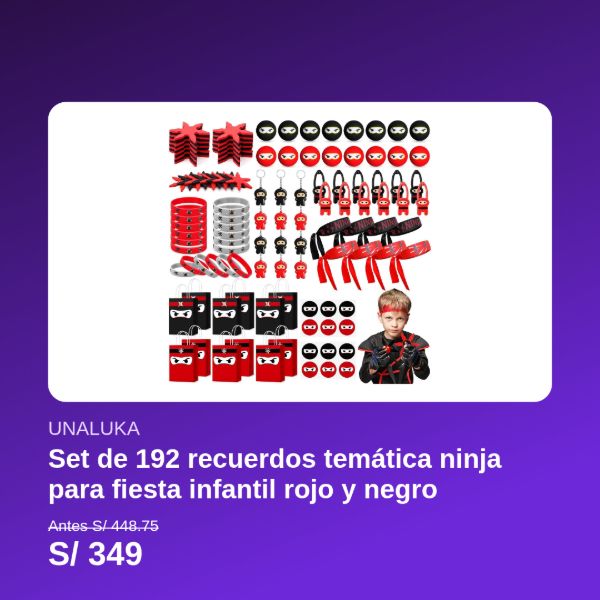 UNALUKA
Set de 192 recuerdos temática ninja
para fiesta infantil rojo y negro
Antes S/ 448.75
S/ 349